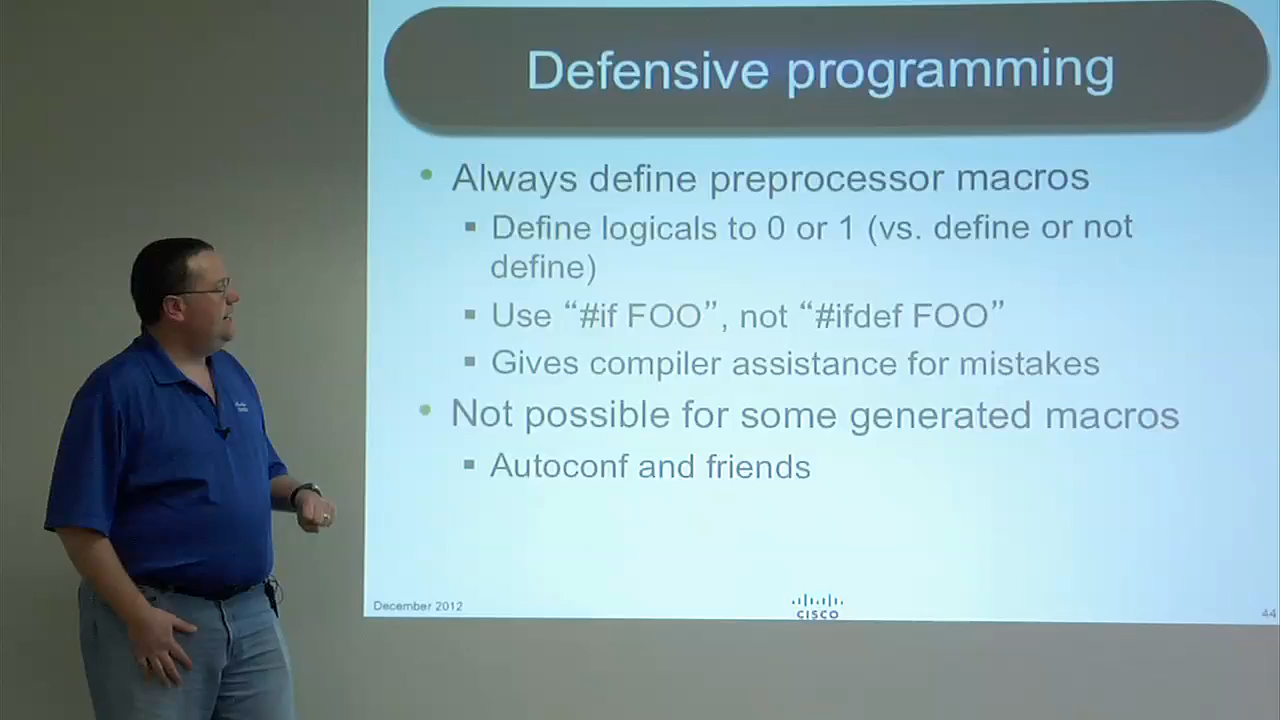 Defensive programming
• Always define preprocessor macros
▪ Define logicals to 0 or 1 (vs. define or not
define)
▪ Use “#if FOO”, not “#ifdef FOO”
▪ Gives compiler assistance for mistakes
• Not possible for some generated macros
▪ Autoconf and friends
December 2012
CISCO
44